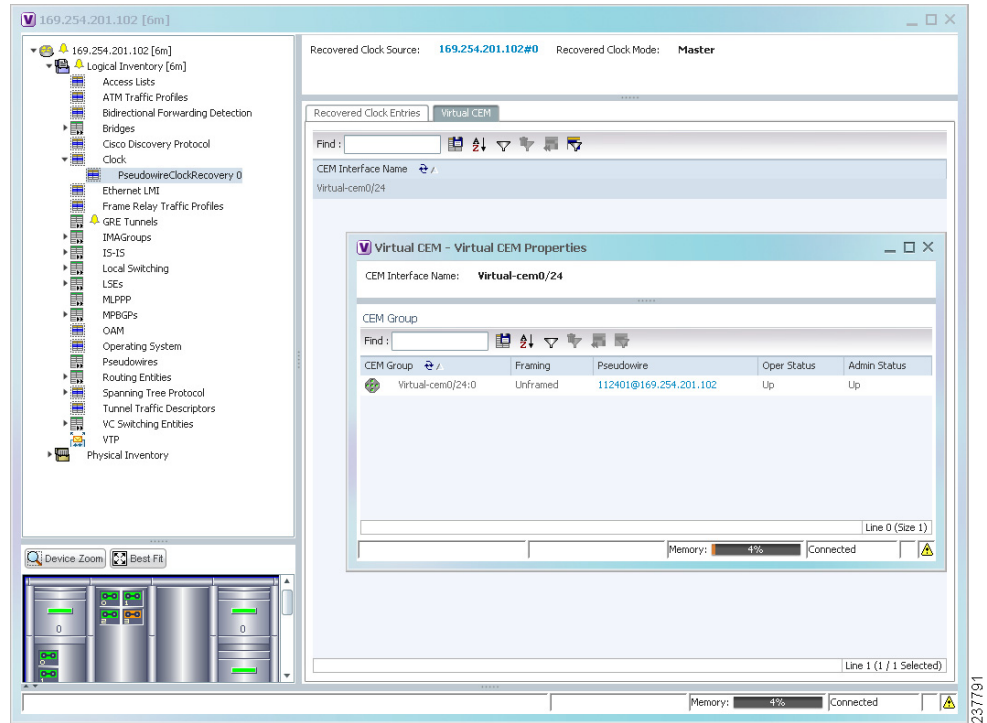 169.254.201.102 [6m]
169.254.201.102 [6m]
Logical Inventory [6m]
Access Lists
ATM Traffic Profiles
Bidirectional Forwarding Detection
Bridges
Cisco Discovery Protocol
Clock
PseudowireClockRecovery 0
Ethernet LMI
Frame Relay Traffic Profiles
GRE Tunnels
IMAGroups
IS-IS
Local Switching
LSEs
MLPPP
MPBGPs
OAM
Operating System
Pseudowires
Routing Entities
Spanning Tree Protocol
Tunnel Traffic Descriptors
VC Switching Entities
VTP
Physical Inventory
Device Zoom Best Fit
0 0
Recovered Clock Source: 169.254.201.102#0 Recovered Clock Mode: Master
Recovered Clock Entries Virtual CEM
Find :
CEM Interface Name
Virtual-cem0/24
Virtual CEM - Virtual CEM Properties
CEM Interface Name: Virtual-cem0/24
CEM Group
Find :
CEM Group Framing Pseudowire Oper Status Admin Status
Virtual-cem0/24:0 Unframed 112401@169.254.201.102 Up Up
Line 0 (Size 1)
Memory: 4% Connected
Line 1 (1 / 1 Selected)
Memory: 4% Connected
237791